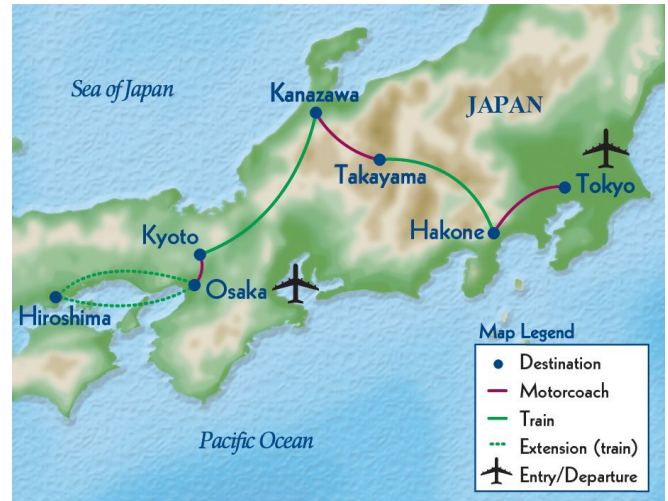 Sea of Japan
Kanazawa
JAPAN
Takayama
Tokyo
Hakone
Kyoto
Osaka
Hiroshima
Pacific Ocean
Map Legend
Destination
Motorcoach
Train
Extension (train)
Entry/Departure